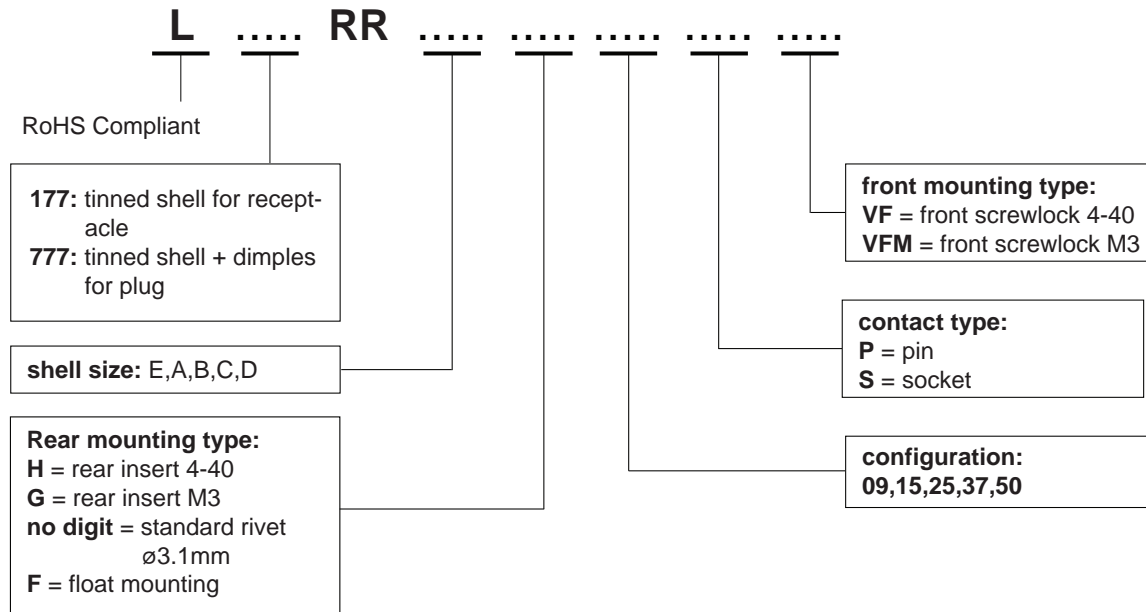 L ..... RR ..... ..... ..... ..... .....
RoHS Compliant
177: tinned shell for recept-
acle
777: tinned shell + dimples
for plug
shell size: E,A,B,C,D
Rear mounting type:
H = rear insert 4-40
G = rear insert M3
no digit = standard rivet
ø3.1mm
F = float mounting
front mounting type:
VF = front screwlock 4-40
VFM = front screwlock M3
contact type:
P = pin
S = socket
configuration:
09,15,25,37,50